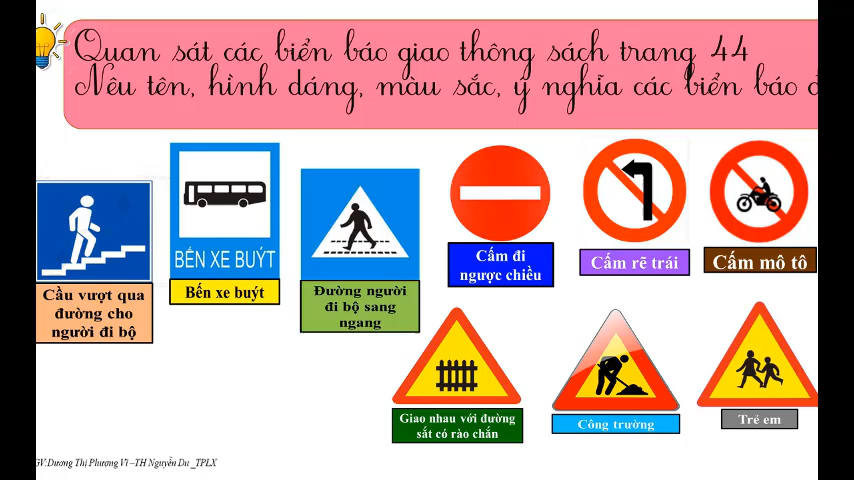 Quan sát các biển báo giao thông sách trang 44
Nêu tên, hình dáng, màu sắc, ý nghĩa các biển báo
BẾN XE BUÝT
Cầu vượt qua
đường cho
người đi bộ
Bến xe buýt
Đường người
đi bộ sang
ngang
Cấm đi
ngược chiều
Cấm rẽ trái
Cấm mô tô
Giao nhau với đường
sắt có rào chắn
Công trường
Trẻ em
GV:Dương Thị Phượng Vĩ –TH Nguyễn Du _TPLX